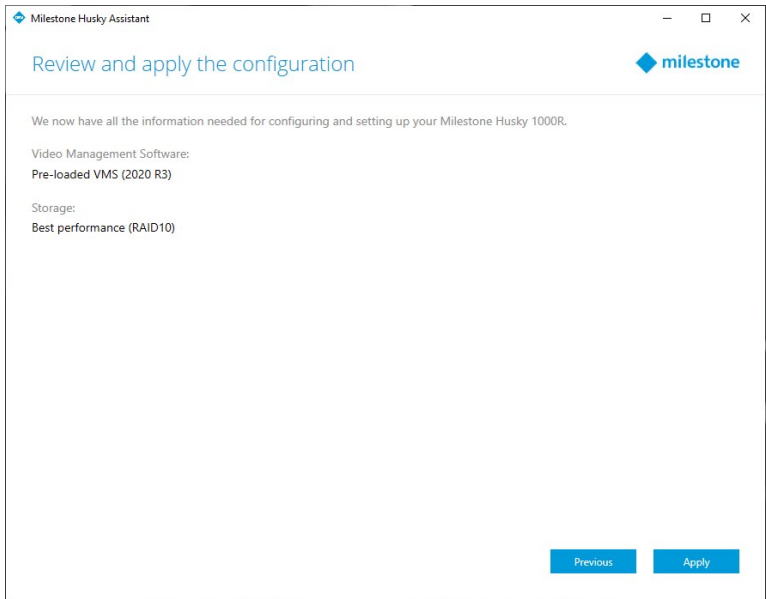 Milestone Husky Assistant
Review and apply the configuration
milestone
We now have all the information needed for configuring and setting up your Milestone Husky 1000R.
Video Management Software:
Pre-loaded VMS (2020 R3)
Storage:
Best performance (RAID10)
Previous
Apply